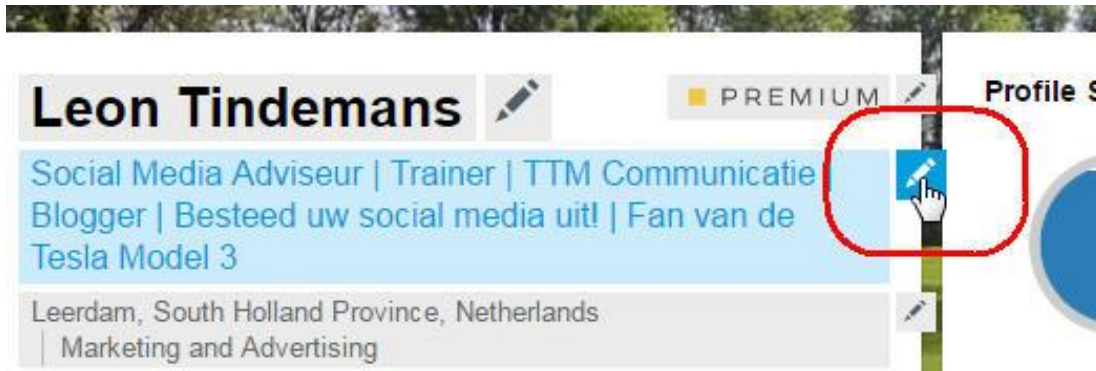 Leon Tindemans
PREMIUM
Profile S
Social Media Adviseur | Trainer | TTM Communicatie |
Blogger | Besteed uw social media uit! | Fan van de
Tesla Model 3
Leerdam, South Holland Province, Netherlands
Marketing and Advertising